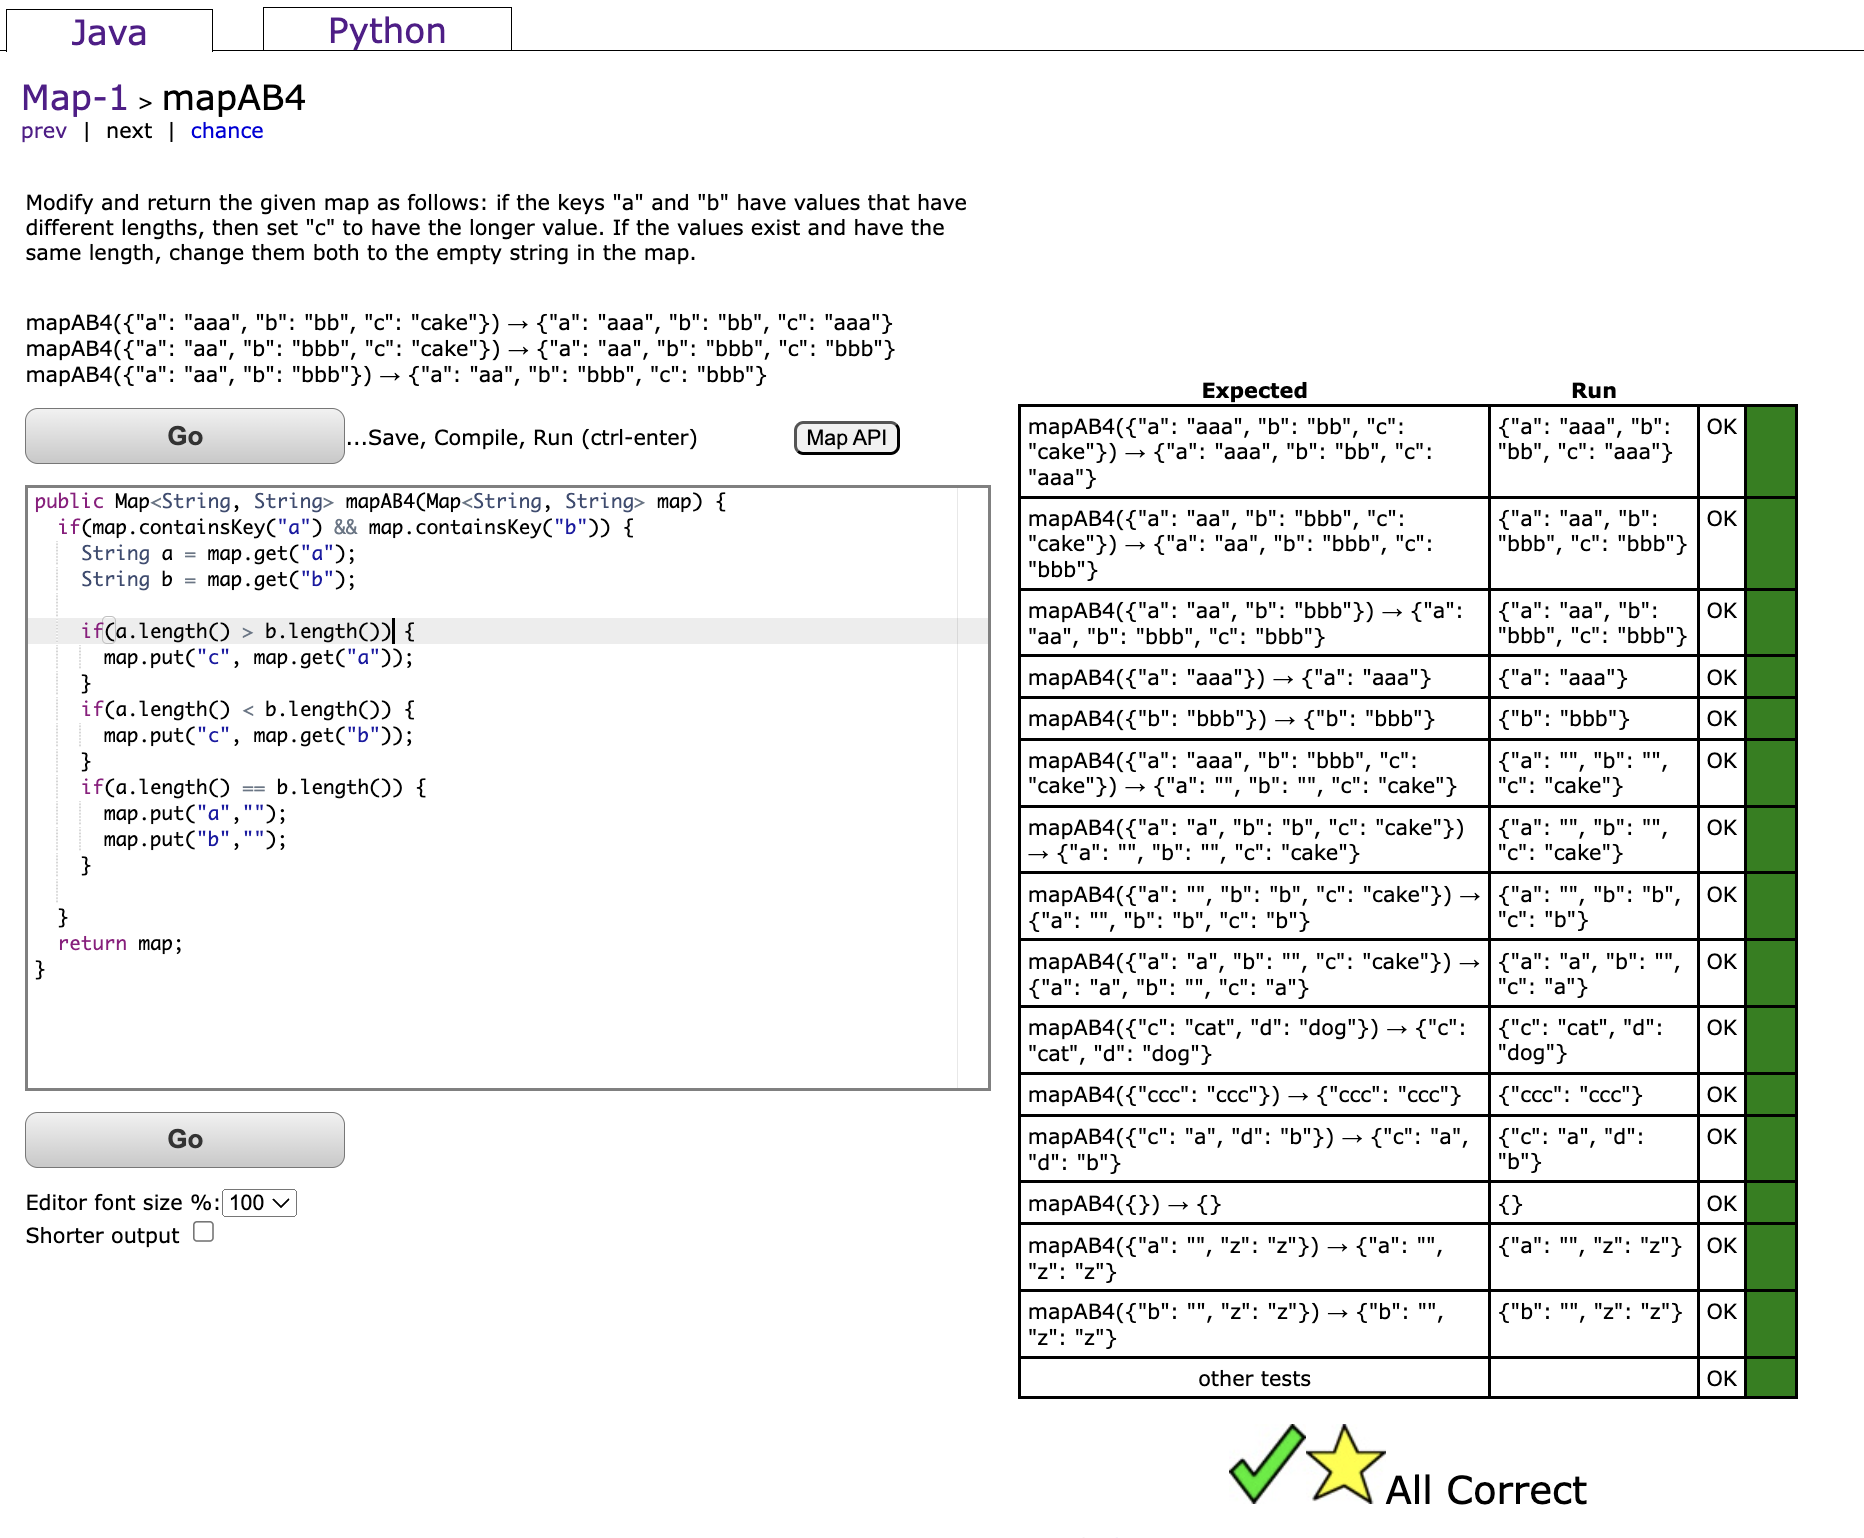 Java
Python
Map-1 > mapAB4
prev | next | chance
Modify and return the given map as follows: if the keys "a" and "b" have values that have
different lengths, then set "c" to have the longer value. If the values exist and have the
same length, change them both to the empty string in the map.
mapAB4({"a": "aaa", "b": "bb", "c": "cake"}) → {"a": "aaa", "b": "bb", "c": "aaa"}
mapAB4({"a": "aa", "b": "bbb", "c": "cake"}) → {"a": "aa", "b": "bbb", "c": "bbb"}
mapAB4({"a": "aa", "b": "bbb"}) → {"a": "aa", "b": "bbb", "c": "bbb"}
Go ...Save, Compile, Run (ctrl-enter) Map API
public Map<String, String> mapAB4(Map<String, String> map) {
  if(map.containsKey("a") && map.containsKey("b")) {
    String a = map.get("a");
    String b = map.get("b");
    if(a.length() > b.length()) {
      map.put("c", map.get("a"));
    }
    if(a.length() < b.length()) {
      map.put("c", map.get("b"));
    }
    if(a.length() == b.length()) {
      map.put("a","");
      map.put("b","");
    }
  }
  return map;
}
Go
Editor font size %: 100
Shorter output
Expected Run
mapAB4({"a": "aaa", "b": "bb", "c":
"cake"}) → {"a": "aaa", "b": "bb", "c":
"aaa"}
{"a": "aaa", "b":
"bb", "c": "aaa"}
OK
mapAB4({"a": "aa", "b": "bbb", "c":
"cake"}) → {"a": "aa", "b": "bbb", "c":
"bbb"}
{"a": "aa", "b":
"bbb", "c": "bbb"}
OK
mapAB4({"a": "aa", "b": "bbb"}) → {"a":
"aa", "b": "bbb", "c": "bbb"}
{"a": "aa", "b":
"bbb", "c": "bbb"}
OK
mapAB4({"a": "aaa"}) → {"a": "aaa"}
{"a": "aaa"}
OK
mapAB4({"b": "bbb"}) → {"b": "bbb"}
{"b": "bbb"}
OK
mapAB4({"a": "aaa", "b": "bbb", "c":
"cake"}) → {"a": "", "b": "", "c": "cake"}
{"a": "", "b": "",
"c": "cake"}
OK
mapAB4({"a": "a", "b": "b", "c": "cake"})
→ {"a": "", "b": "", "c": "cake"}
{"a": "", "b": "",
"c": "cake"}
OK
mapAB4({"a": "", "b": "b", "c": "cake"}) →
{"a": "", "b": "b", "c": "b"}
{"a": "", "b": "b",
"c": "b"}
OK
mapAB4({"a": "a", "b": "", "c": "cake"}) →
{"a": "a", "b": "", "c": "a"}
{"a": "a", "b": "",
"c": "a"}
OK
mapAB4({"c": "cat", "d": "dog"}) → {"c":
"cat", "d": "dog"}
{"c": "cat", "d":
"dog"}
OK
mapAB4({"ccc": "ccc"}) → {"ccc": "ccc"}
{"ccc": "ccc"}
OK
mapAB4({"c": "a", "d": "b"}) → {"c": "a",
"d": "b"}
{"c": "a", "d":
"b"}
OK
mapAB4({}) → {}
{}
OK
mapAB4({"a": "", "z": "z"}) → {"a": "",
"z": "z"}
{"a": "", "z": "z"}
OK
mapAB4({"b": "", "z": "z"}) → {"b": "",
"z": "z"}
{"b": "", "z": "z"}
OK
other tests
OK
All Correct